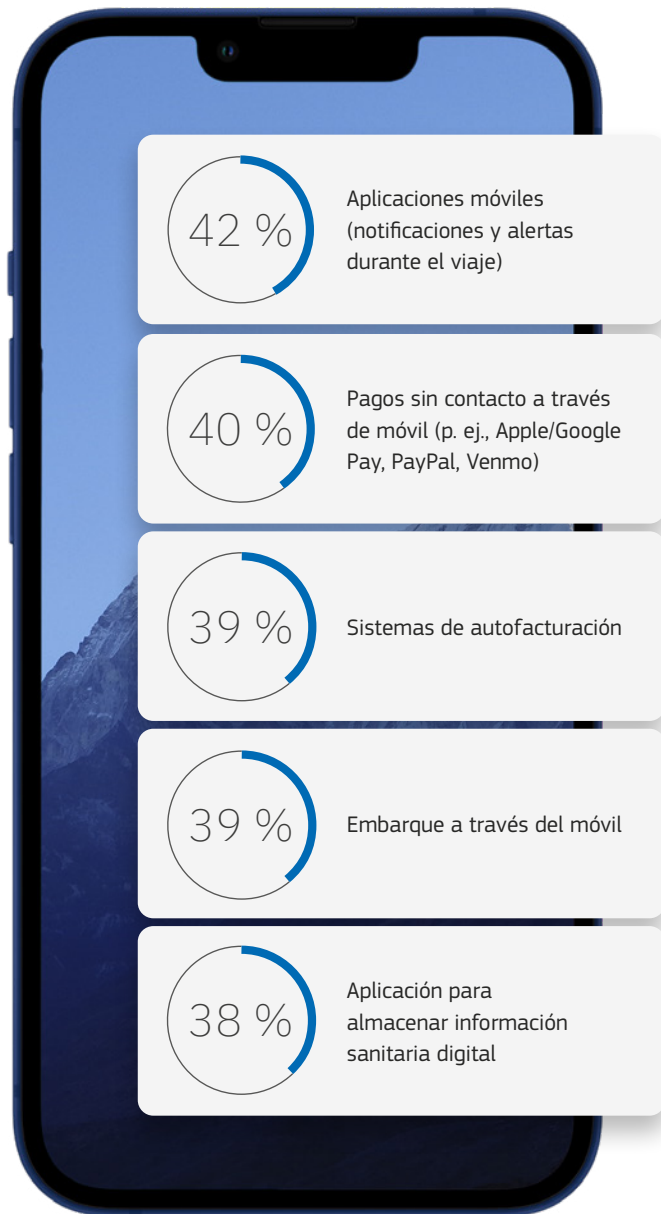 42 %
Aplicaciones móviles
(notificaciones y alertas
durante el viaje)
40 %
Pagos sin contacto a través
de móvil (p. ej., Apple/Google
Pay, PayPal, Venmo)
39 %
Sistemas de autofacturación
39 %
Embarque a través del móvil
38 %
Aplicación para
almacenar información
sanitaria digital